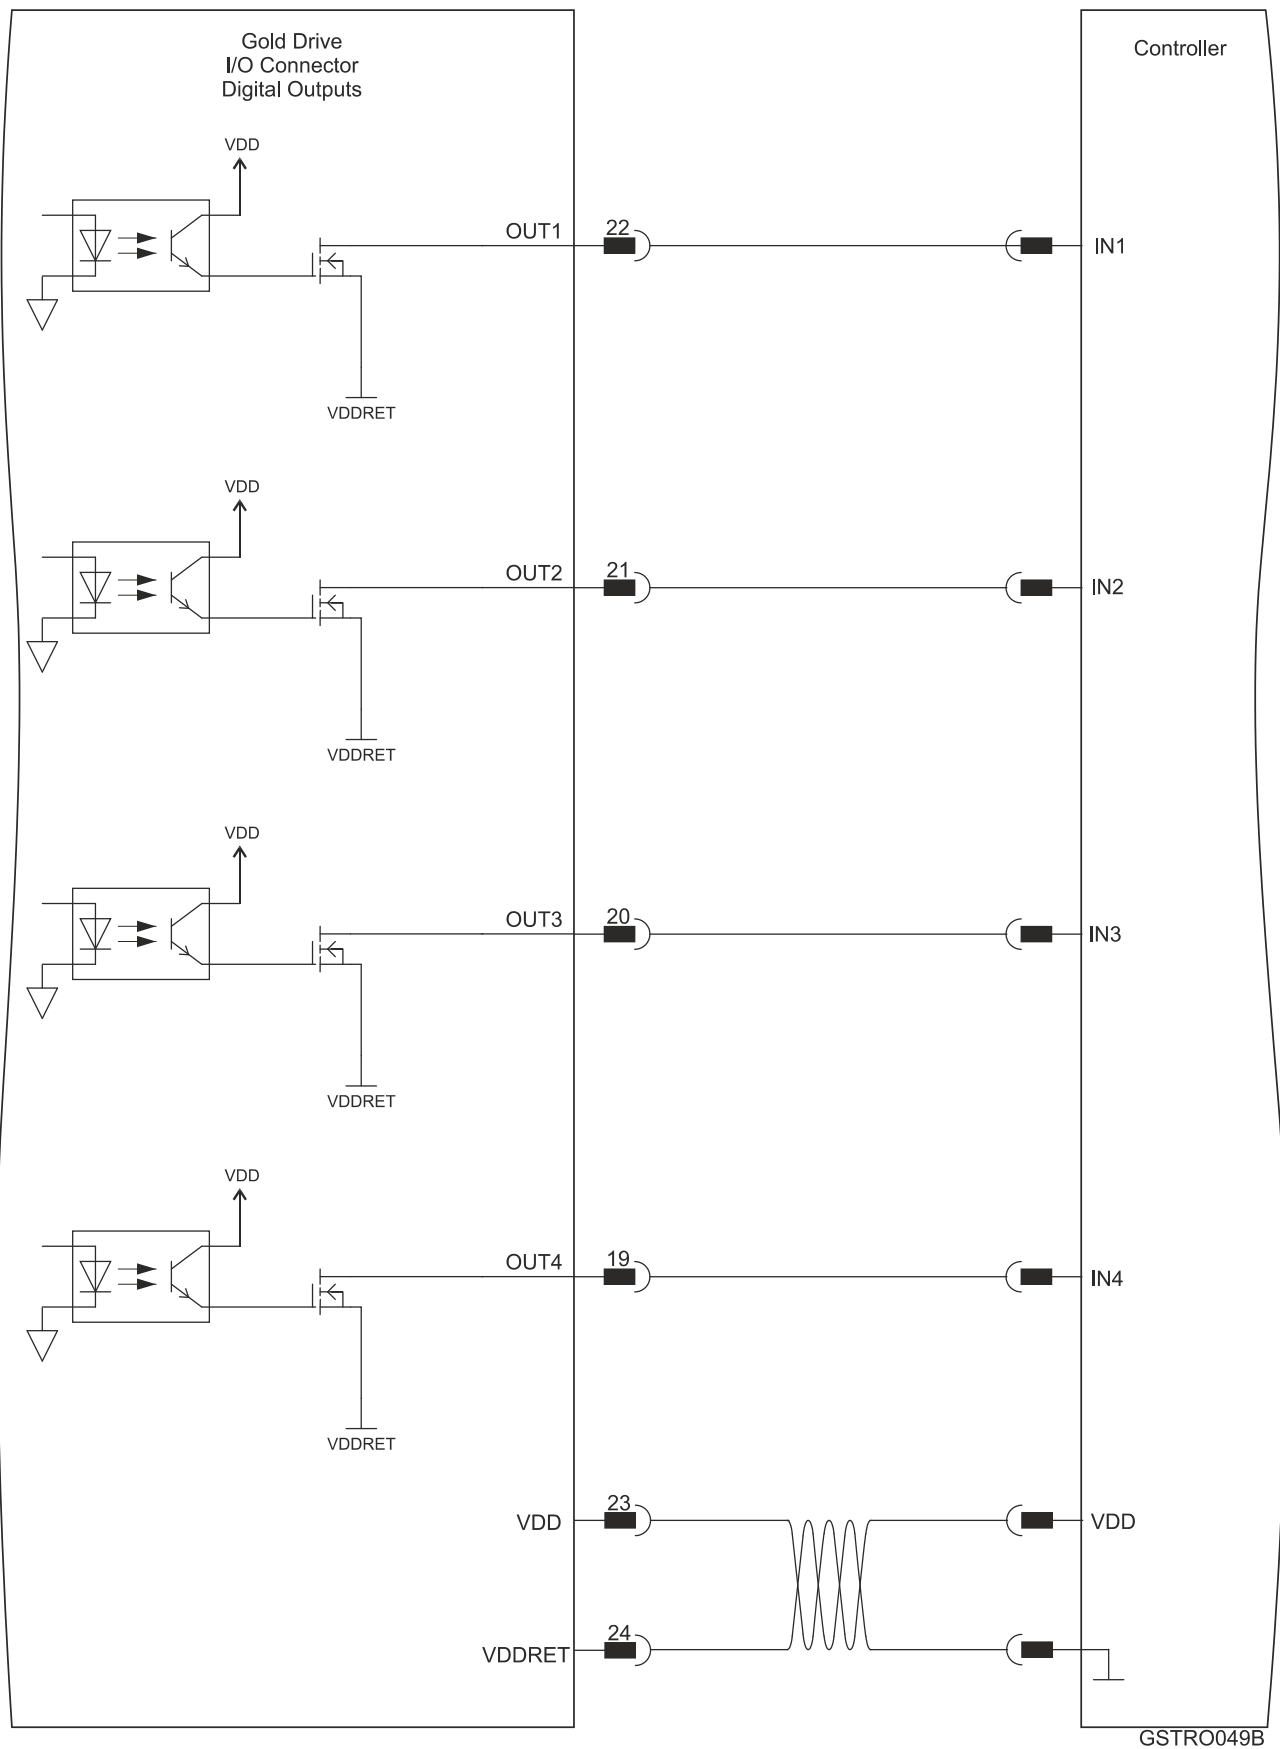 Gold Drive
I/O Connector
Digital Outputs
Controller
VDD
OUT1
22
IN1
VDDRET
VDD
OUT2
21
IN2
VDDRET
VDD
OUT3
20
IN3
VDDRET
VDD
OUT4
19
IN4
VDDRET
VDD
23
VDD
VDDRET
24
GSTRO049B